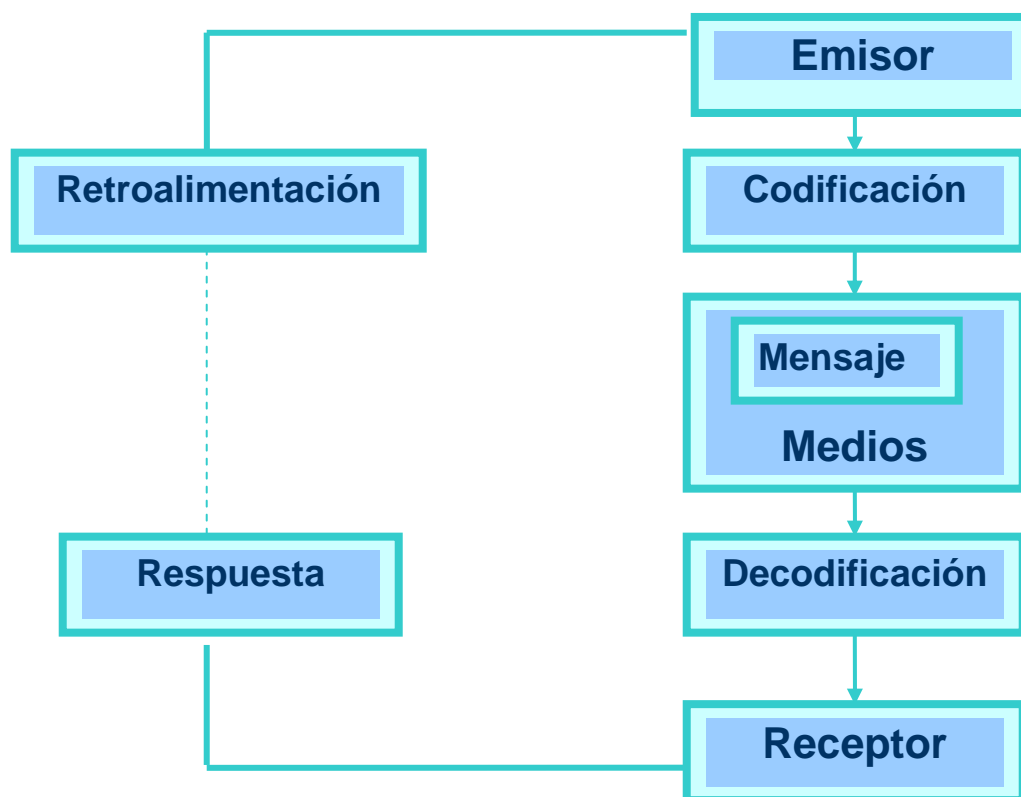 Emisor
Retroalimentación
Codificación
Mensaje
Medios
Respuesta
Decodificación
Receptor